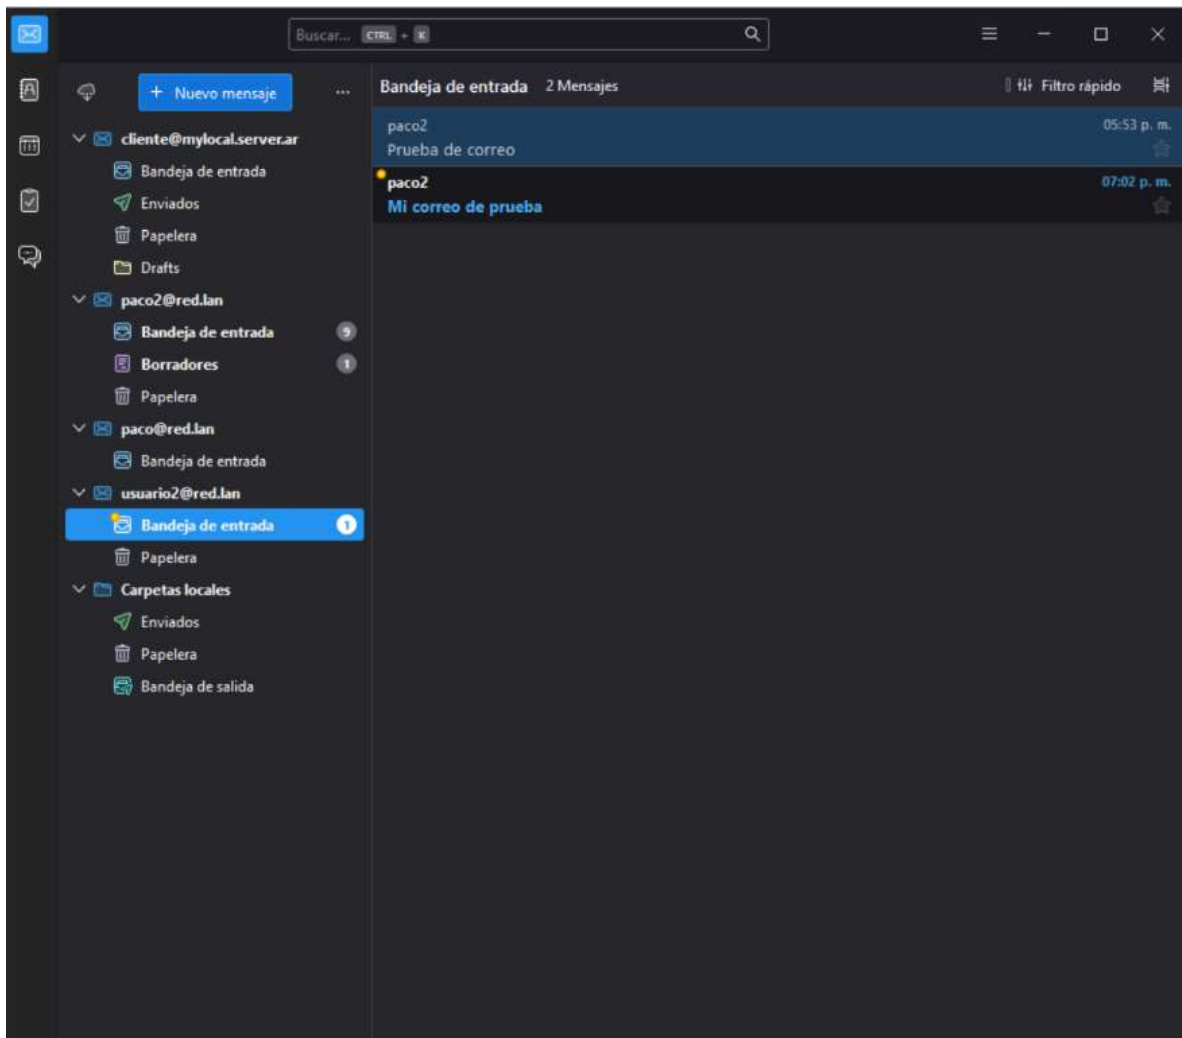 Buscar... CTRL + K
+ Nuevo mensaje ...
cliente@mylocal.server.ar
Bandeja de entrada
Enviados
Papelera
Drafts
paco2@red.lan
Bandeja de entrada 9
Borradores 1
Papelera
paco@red.lan
Bandeja de entrada
usuario2@red.lan
Bandeja de entrada 1
Papelera
Carpetas locales
Enviados
Papelera
Bandeja de salida
Bandeja de entrada 2 Mensajes Filtro rápido
paco2 05:53 p. m.
Prueba de correo
paco2 07:02 p. m.
Mi correo de prueba